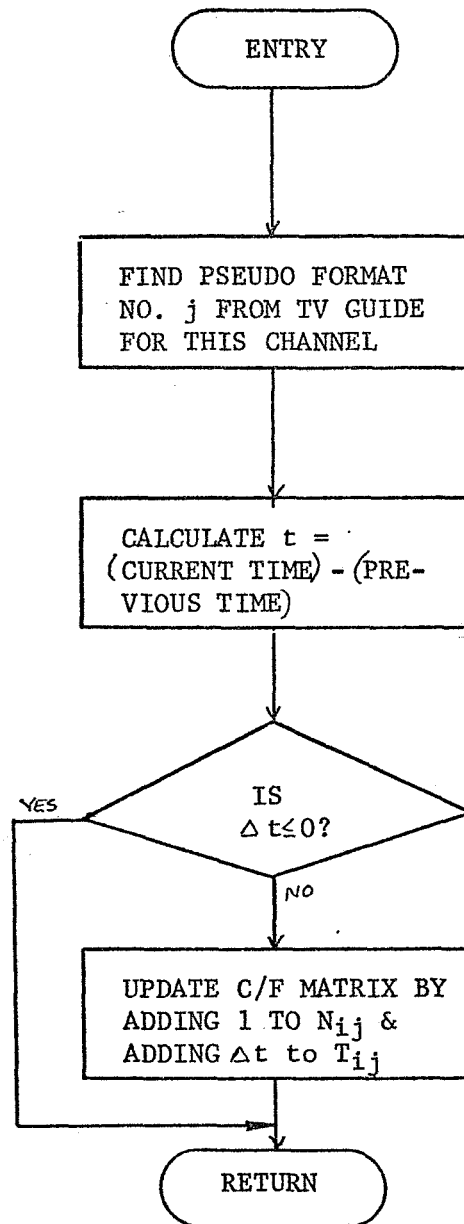 ENTRY
FIND PSEUDO FORMAT
NO. j FROM TV GUIDE
FOR THIS CHANNEL
CALCULATE t =
(CURRENT TIME) - (PRE-
VIOUS TIME)
IS
Δ t≤0?
YES
NO
UPDATE C/F MATRIX BY
ADDING 1 TO Nij &
ADDING Δt to Tij
RETURN